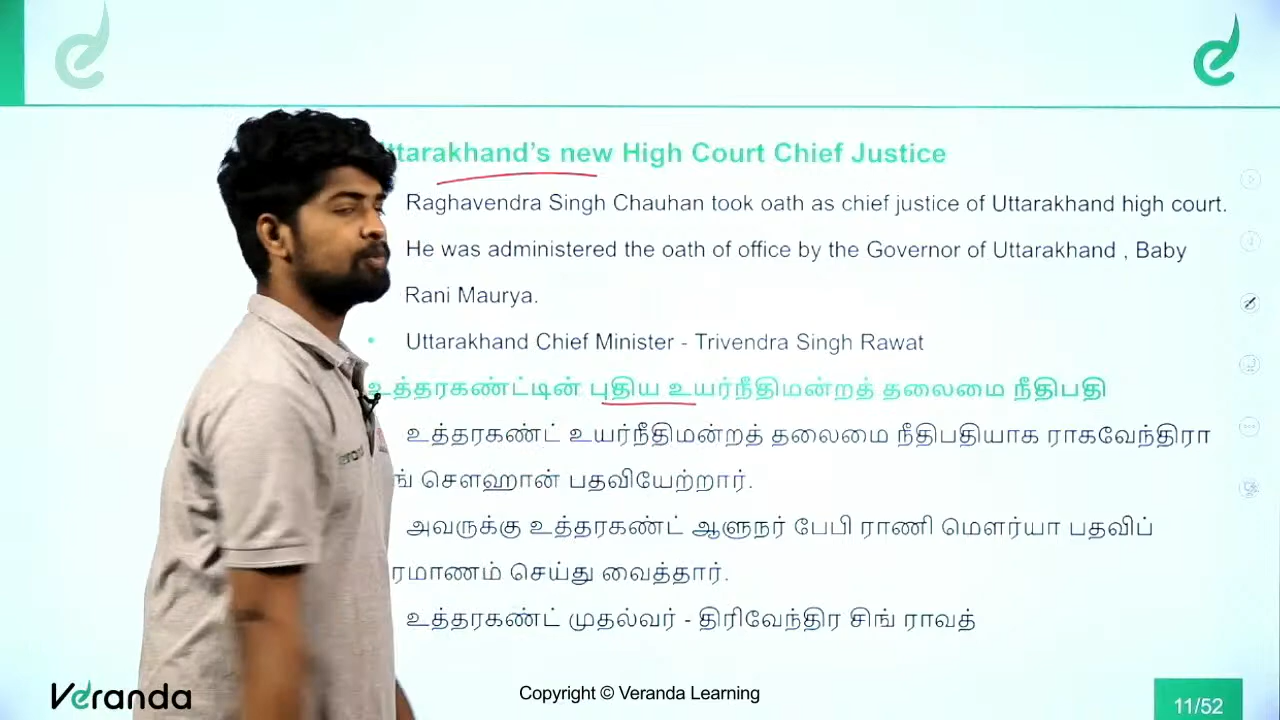 Uttarakhand's new High Court Chief Justice
Raghavendra Singh Chauhan took oath as chief justice of Uttarakhand high court.
He was administered the oath of office by the Governor of Uttarakhand , Baby
Rani Maurya.
• Uttarakhand Chief Minister - Trivendra Singh Rawat
உத்தரகண்ட்டின் புதிய உயர்நீதிமன்றத் தலைமை நீதிபதி
உத்தரகண்ட் உயர்நீதிமன்றத் தலைமை நீதிபதியாக ராகவேந்திரா
சௌஹான் பதவியேற்றார்.
அவருக்கு உத்தரகண்ட் ஆளுநர் பேபி ராணி மௌர்யா பதவிப்
ரமாணம் செய்து வைத்தார்.
உத்தரகண்ட் முதல்வர் - திரிவேந்திர சிங் ராவத்
Veranda
Copyright © Veranda Learning
11/52